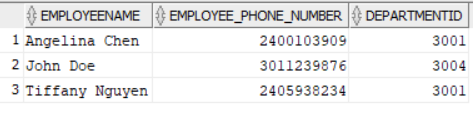 EMPLOYEENAME EMPLOYEE_PHONE_NUMBER DEPARTMENTID
1 Angelina Chen 2400103909 3001
2 John Doe 3011239876 3004
3 Tiffany Nguyen 2405938234 3001